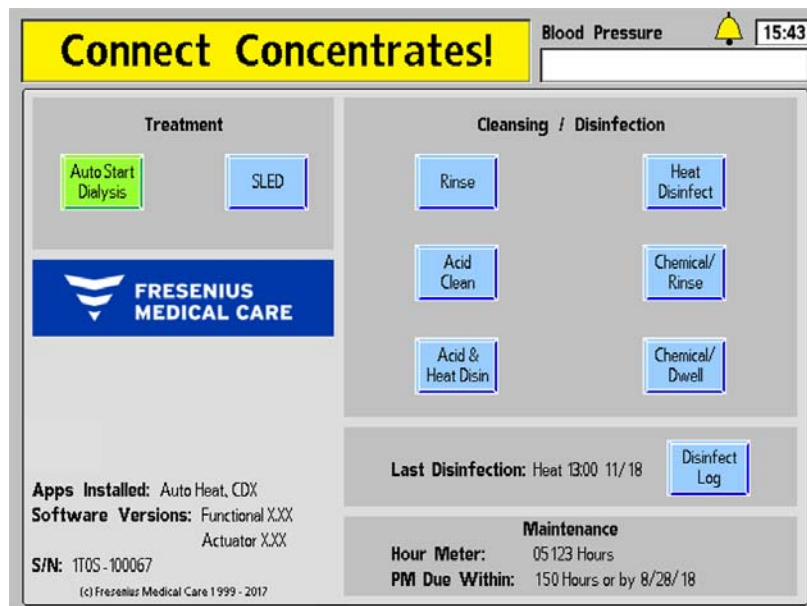 Connect Concentrates!
Blood Pressure
15:43
Treatment
Auto Start
Dialysis
SLED
FRESENIUS
MEDICAL CARE
Apps Installed: Auto Heat, CDX
Software Versions: Functional X.XX
Actuator X.XX
S/N: 1T0S-100067
(c) Fresenius Medical Care 1999 - 2017
Cleansing / Disinfection
Rinse
Heat
Disinfect
Acid
Clean
Chemical/
Rinse
Acid &
Heat Disin
Chemical/
Dwell
Last Disinfection: Heat 13:00 11/18
Disinfect
Log
Maintenance
Hour Meter: 05123 Hours
PM Due Within: 150 Hours or by 8/28/18